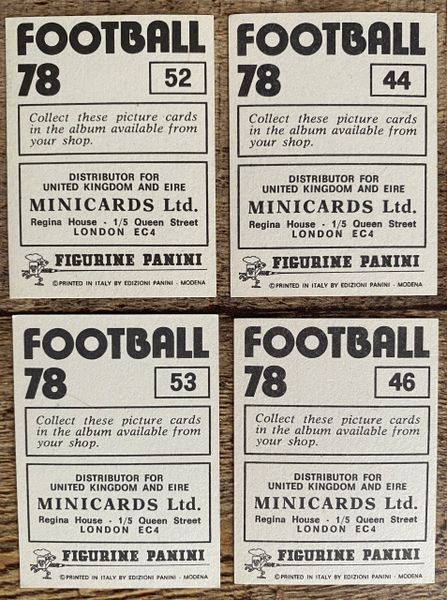 FOOTBALL
78 52
Collect these picture cards
in the album available from
your shop.
DISTRIBUTOR FOR
UNITED KINGDOM AND EIRE
MINICARDS Ltd.
Regina House - 1/5 Queen Street
LONDON EC4
FIGURINE PANINI
©PRINTED IN ITALY BY EDIZIONI PANINI - MODENA
FOOTBALL
78 44
Collect these picture cards
in the album available from
your shop.
DISTRIBUTOR FOR
UNITED KINGDOM AND EIRE
MINICARDS Ltd.
Regina House - 1/5 Queen Street
LONDON EC4
FIGURINE PANINI
©PRINTED IN ITALY BY EDIZIONI PANINI - MODENA
FOOTBALL
78 53
Collect these picture cards
in the album available from
your shop.
DISTRIBUTOR FOR
UNITED KINGDOM AND EIRE
MINICARDS Ltd.
Regina House - 1/5 Queen Street
LONDON EC4
FIGURINE PANINI
©PRINTED IN ITALY BY EDIZIONI PANINI - MODENA
FOOTBALL
78 46
Collect these picture cards
in the album available from
your shop.
DISTRIBUTOR FOR
UNITED KINGDOM AND EIRE
MINICARDS Ltd.
Regina House - 1/5 Queen Street
LONDON EC4
FIGURINE PANINI
©PRINTED IN ITALY BY EDIZIONI PANINI - MODENA